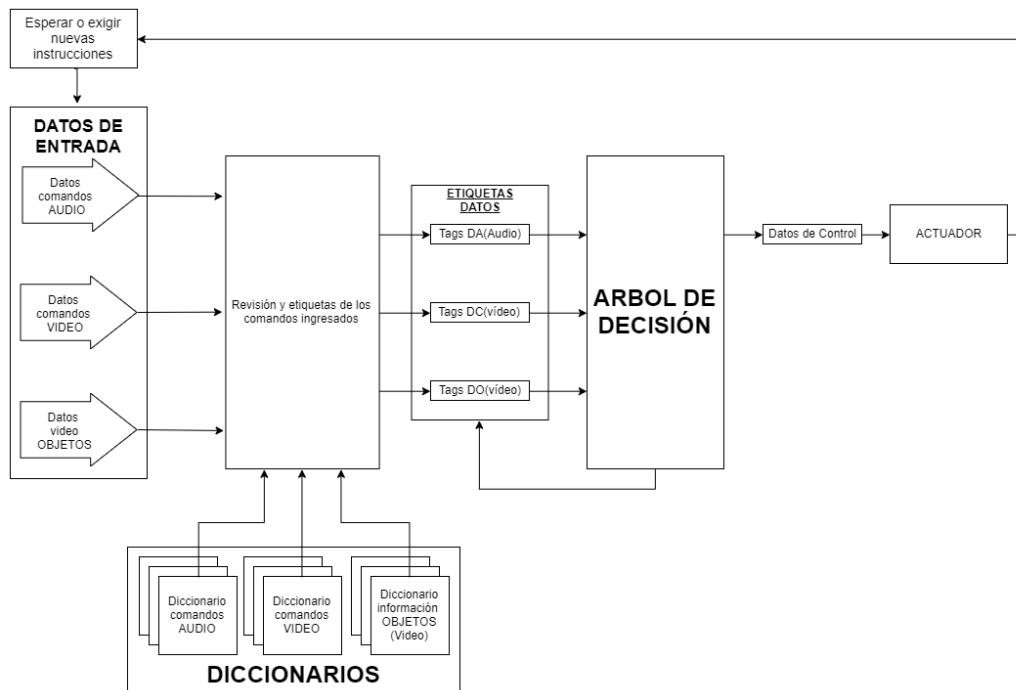 Esperar o exigir
nuevas
instrucciones
DATOS DE
ENTRADA
Datos
comandos
AUDIO
Datos
comandos
VIDEO
Datos
vídeo
OBJETOS
Revisión y etiquetas de los
comandos ingresados
ETIQUETAS
DATOS
Tags DA(Audio)
Tags DC(vídeo)
Tags DO(vídeo)
ARBOL DE
DECISIÓN
Datos de Control
ACTUADOR
Diccionario
comandos
AUDIO
Diccionario
comandos
VIDEO
Diccionario
información
OBJETOS
(Video)
DICCIONARIOS